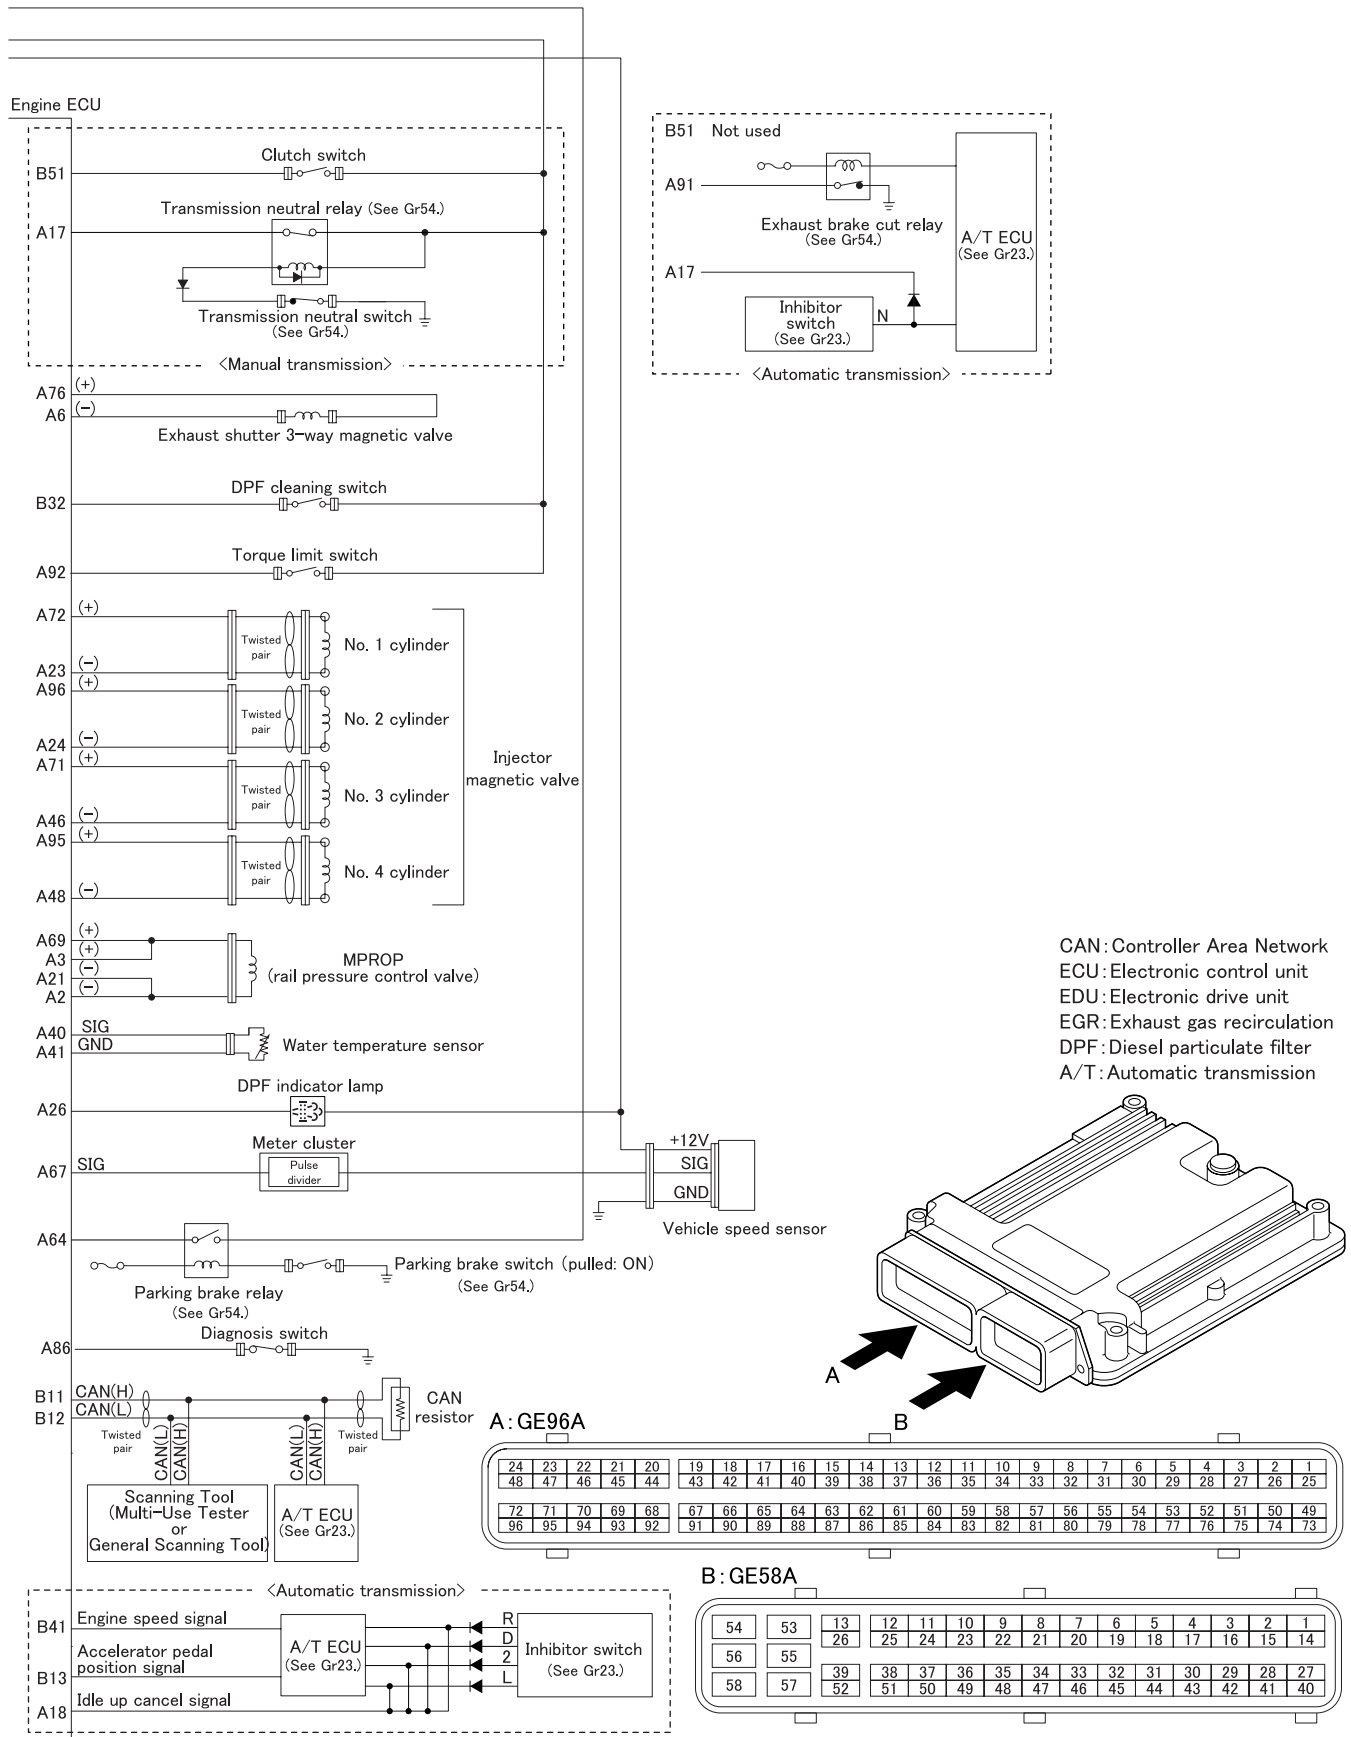 Engine ECU
B51
Clutch switch
Transmission neutral relay (See Gr54.)
A17
Transmission neutral switch
(See Gr54.)
<Manual transmission>
B51 Not used
A91
Exhaust brake cut relay
(See Gr54.)
A/T ECU
(See Gr23.)
A17
Inhibitor
switch
(See Gr23.)
N
<Automatic transmission>
A76 (+)
A6 (-)
Exhaust shutter 3-way magnetic valve
DPF cleaning switch
B32
Torque limit switch
A92
A72 (+)
Twisted
pair
No. 1 cylinder
A23 (-)
A96 (+)
Twisted
pair
No. 2 cylinder
A24 (-)
A71 (+)
Twisted
pair
No. 3 cylinder
A46 (-)
A95 (+)
Twisted
pair
No. 4 cylinder
A48 (-)
Injector
magnetic valve
A69 (+)
A3 (+)
A21 (-)
A2 (-)
MPROP
(rail pressure control valve)
A40 SIG
A41 GND
Water temperature sensor
DPF indicator lamp
A26
Meter cluster
A67 SIG
Pulse
divider
+12V
SIG
GND
Vehicle speed sensor
A64
Parking brake switch (pulled: ON)
(See Gr54.)
Parking brake relay
(See Gr54.)
Diagnosis switch
A86
B11 CAN(H)
B12 CAN(L)
Twisted
pair
CAN(L)
CAN(H)
CAN(L)
CAN(H)
Twisted
pair
CAN
resistor
Scanning Tool
(Multi-Use Tester
or
General Scanning Tool)
A/T ECU
(See Gr23.)
<Automatic transmission>
B41 Engine speed signal
Accelerator pedal
position signal
B13
A18 Idle up cancel signal
A/T ECU
(See Gr23.)
R
D
2
L
Inhibitor switch
(See Gr23.)
CAN:Controller Area Network
ECU:Electronic control unit
EDU:Electronic drive unit
EGR:Exhaust gas recirculation
DPF:Diesel particulate filter
A/T:Automatic transmission
A
B
A:GE96A
24 23 22 21 20 19 18 17 16 15 14 13 12 11 10 9 8 7 6 5 4 3 2 1
48 47 46 45 44 43 42 41 40 39 38 37 36 35 34 33 32 31 30 29 28 27 26 25
72 71 70 69 68 67 66 65 64 63 62 61 60 59 58 57 56 55 54 53 52 51 50 49
96 95 94 93 92 91 90 89 88 87 86 85 84 83 82 81 80 79 78 77 76 75 74 73
B:GE58A
54 53 13 12 11 10 9 8 7 6 5 4 3 2 1
26 25 24 23 22 21 20 19 18 17 16 15 14
56 55
39 38 37 36 35 34 33 32 31 30 29 28 27
58 57 52 51 50 49 48 47 46 45 44 43 42 41 40